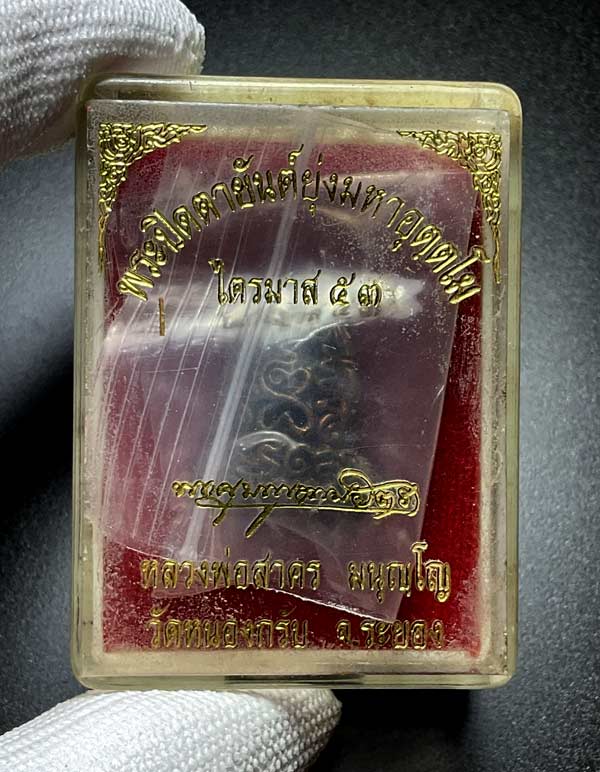 พระปิดตายันต์ยุ่งมหาอุตฺตโม
ไตรมาส ๕๓
หลวงพ่อสาคร มนุญฺโญ
วัดหนองกรับ จ.ระยอง